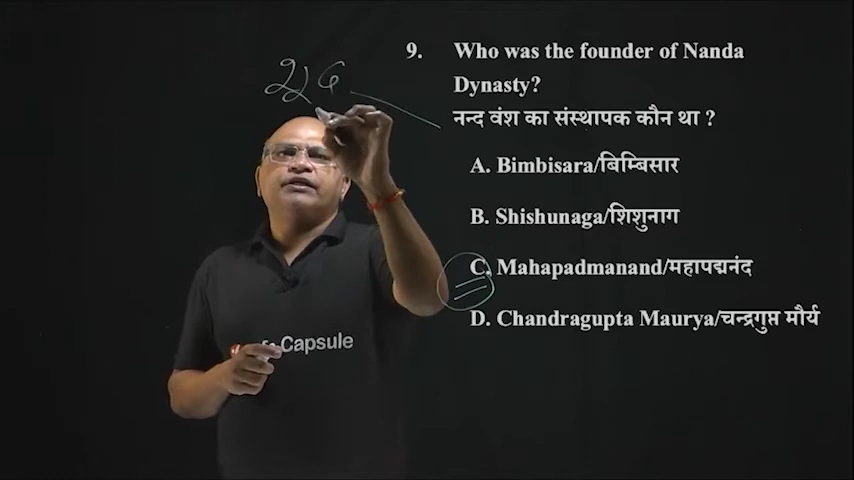 9. Who was the founder of Nanda
Dynasty?
नन्द वंश का संस्थापक कौन था ?
A. Bimbisara/बिम्बिसार
B. Shishunaga/शिशुनाग
C. Mahapadmanand/महापद्मनंद
D. Chandragupta Maurya/चन्द्रगुप्त मौर्य
Capsule